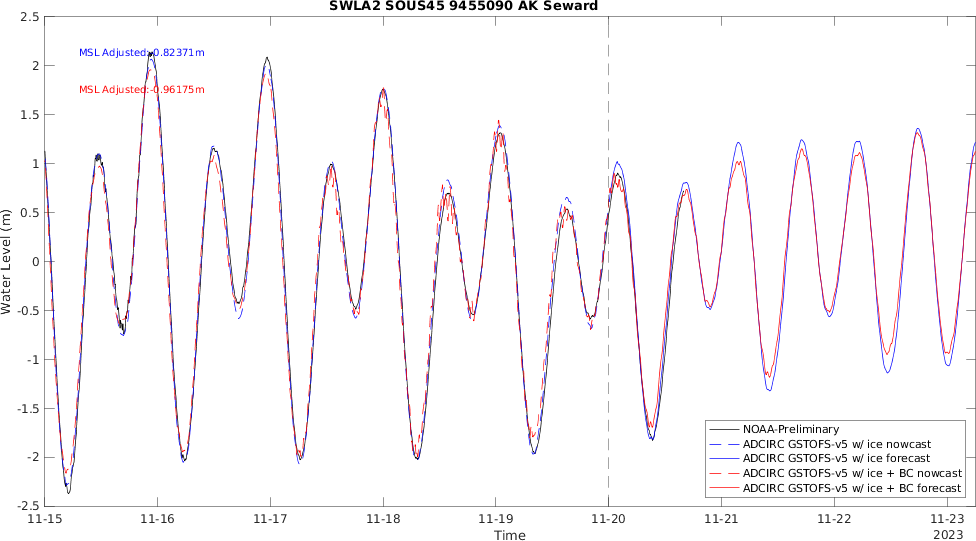 SWLA2 SOUS45 9455090 AK Seward
MSL Adjusted:-0.82371m
MSL Adjusted:-0.96175m
Water Level (m)
2.5
2
1.5
1
0.5
0
-0.5
-1
-1.5
-2
-2.5
NOAA-Preliminary
ADCIRC GSTOFS-v5 w/ ice nowcast
ADCIRC GSTOFS-v5 w/ ice forecast
ADCIRC GSTOFS-v5 w/ice + BC nowcast
ADCIRC GSTOFS-v5 w/ice + BC forecast
11-15 11-16 11-17 11-18 11-19 11-20 11-21 11-22 11-23
Time
2023